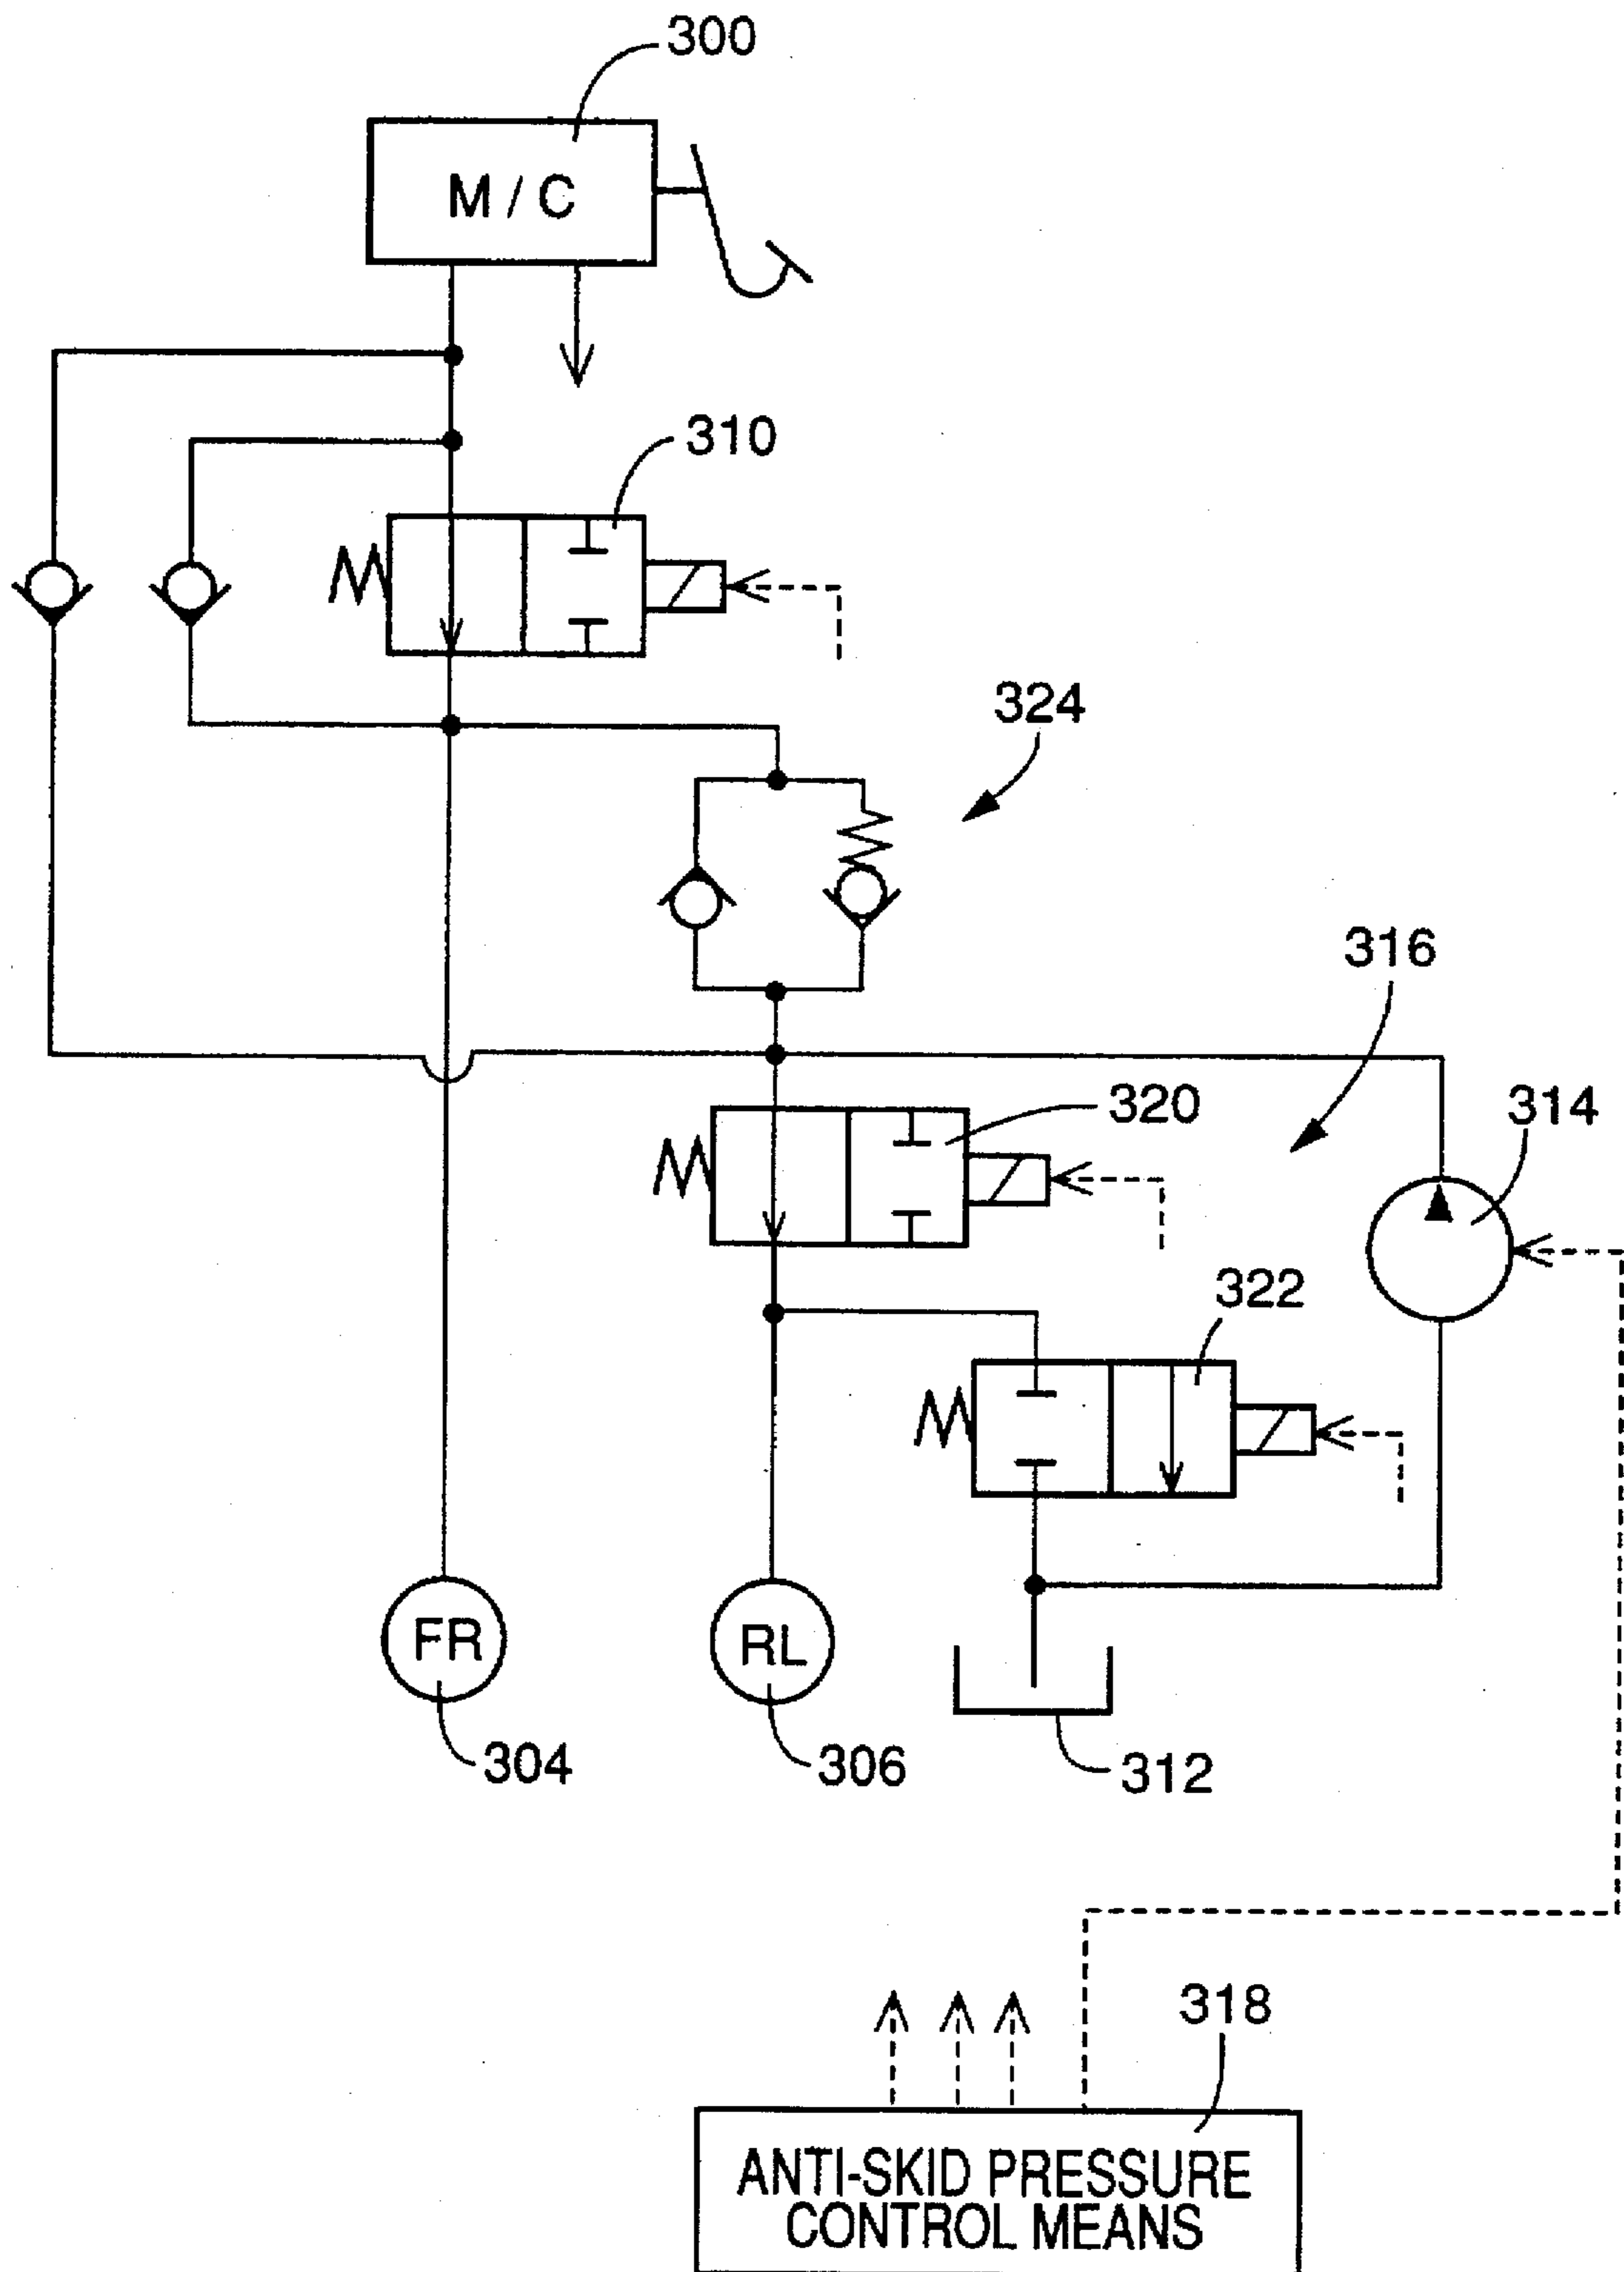 300
M / C
310
324
316
320
314
322
FR
RL
304
306
312
318
ANTI-SKID PRESSURE
CONTROL MEANS